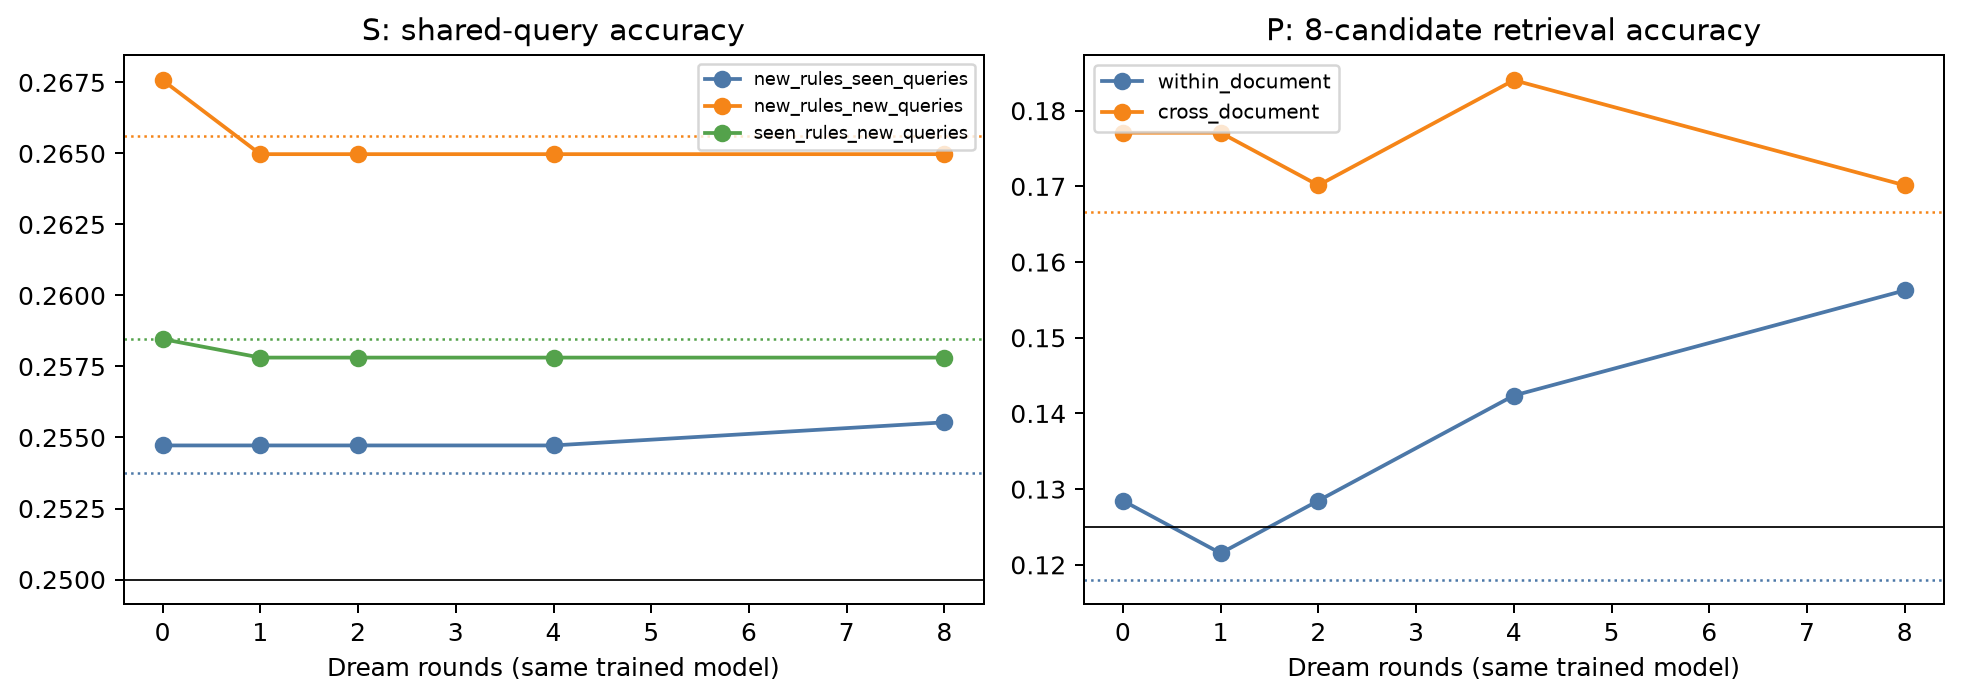 S: shared-query accuracy
0.2675
0.2650
0.2625
0.2600
0.2575
0.2550
0.2525
0.2500
new_rules_seen_queries
new_rules_new_queries
seen_rules_new_queries
0 1 2 3 4 5 6 7 8
Dream rounds (same trained model)
P: 8-candidate retrieval accuracy
0.18
0.17
0.16
0.15
0.14
0.13
0.12
within_document
cross_document
0 1 2 3 4 5 6 7 8
Dream rounds (same trained model)